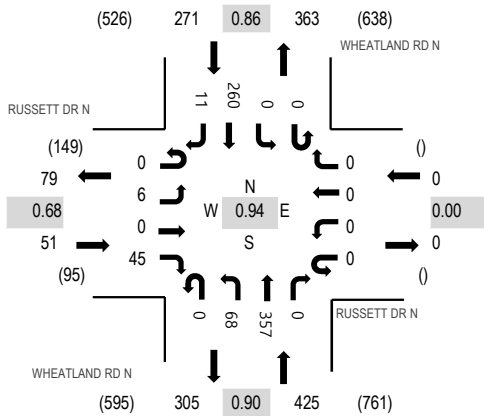 (526) 271 0.86 363 (638)
WHEATLAND RD N
RUSSETT DR N
11 260 0 0
(149) 0 0 ()
79 0
6 0
N
0.68 W 0.94 E 0.00
0 0
S
51 0
45 0
(95) ()
0 68 357 0
RUSSETT DR N
WHEATLAND RD N
(595) 305 0.90 425 (761)